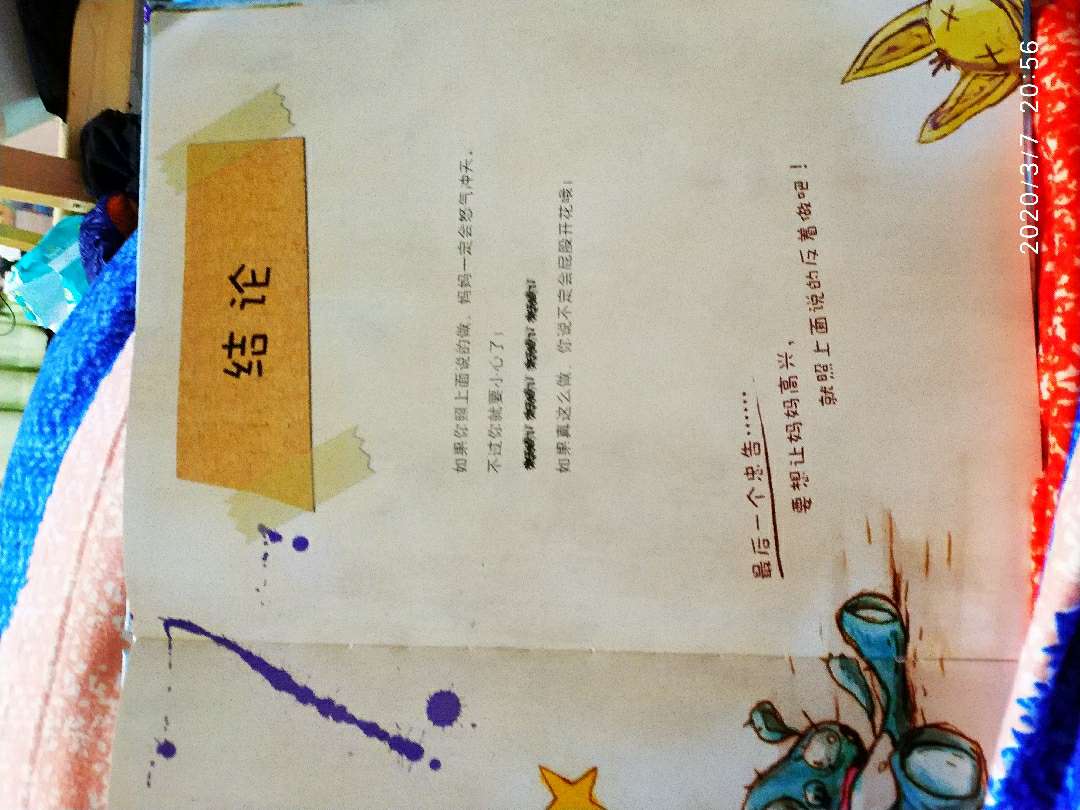 结论
如果你照上面说的做，妈妈一定会怒气冲天。
不过你就要小心了！
如果真这么做，你说不定会屁股开花哦！
最后一个忠告……
要想让妈妈高兴，
就照上面说的反着做吧！
2020/3/7 20:56